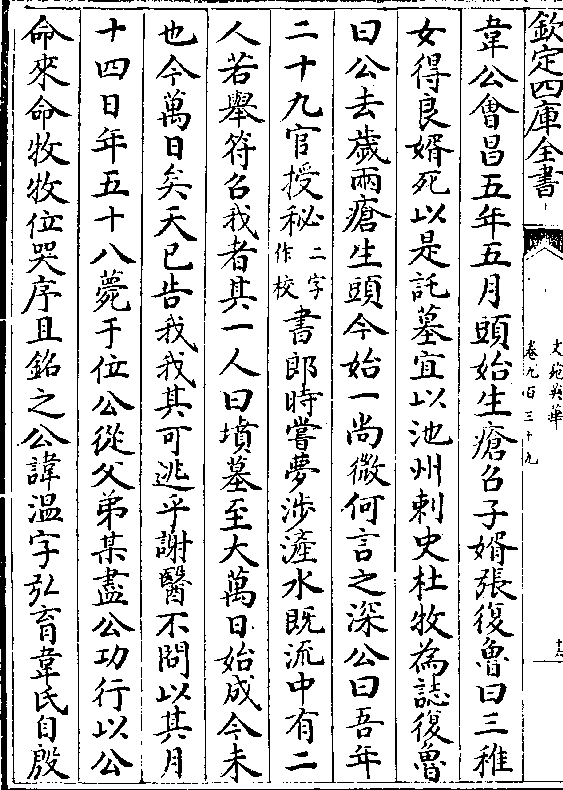 欽定四庫全書
文苑英華
卷九百三十九
韋公會昌五年五月頭始生瘡召子婿張復魯曰三稚
女得良婿死以是託墓宜以池州刺史杜牧為誌復魯
曰公去歲兩瘡生頭今始一尚微何言之深公曰吾年
二十九官授秘二字作校書郎時嘗夢涉滻水既流中有二
人若舉符召我者其一人曰墳墓至大萬日始成今未
也今萬日矣天已告我我其可逃乎謝醫不問以其月
十四日年五十八薨于位公從父弟某盡公功行以公
命來命牧牧位哭序且銘之公諱温字弘育韋氏自殷